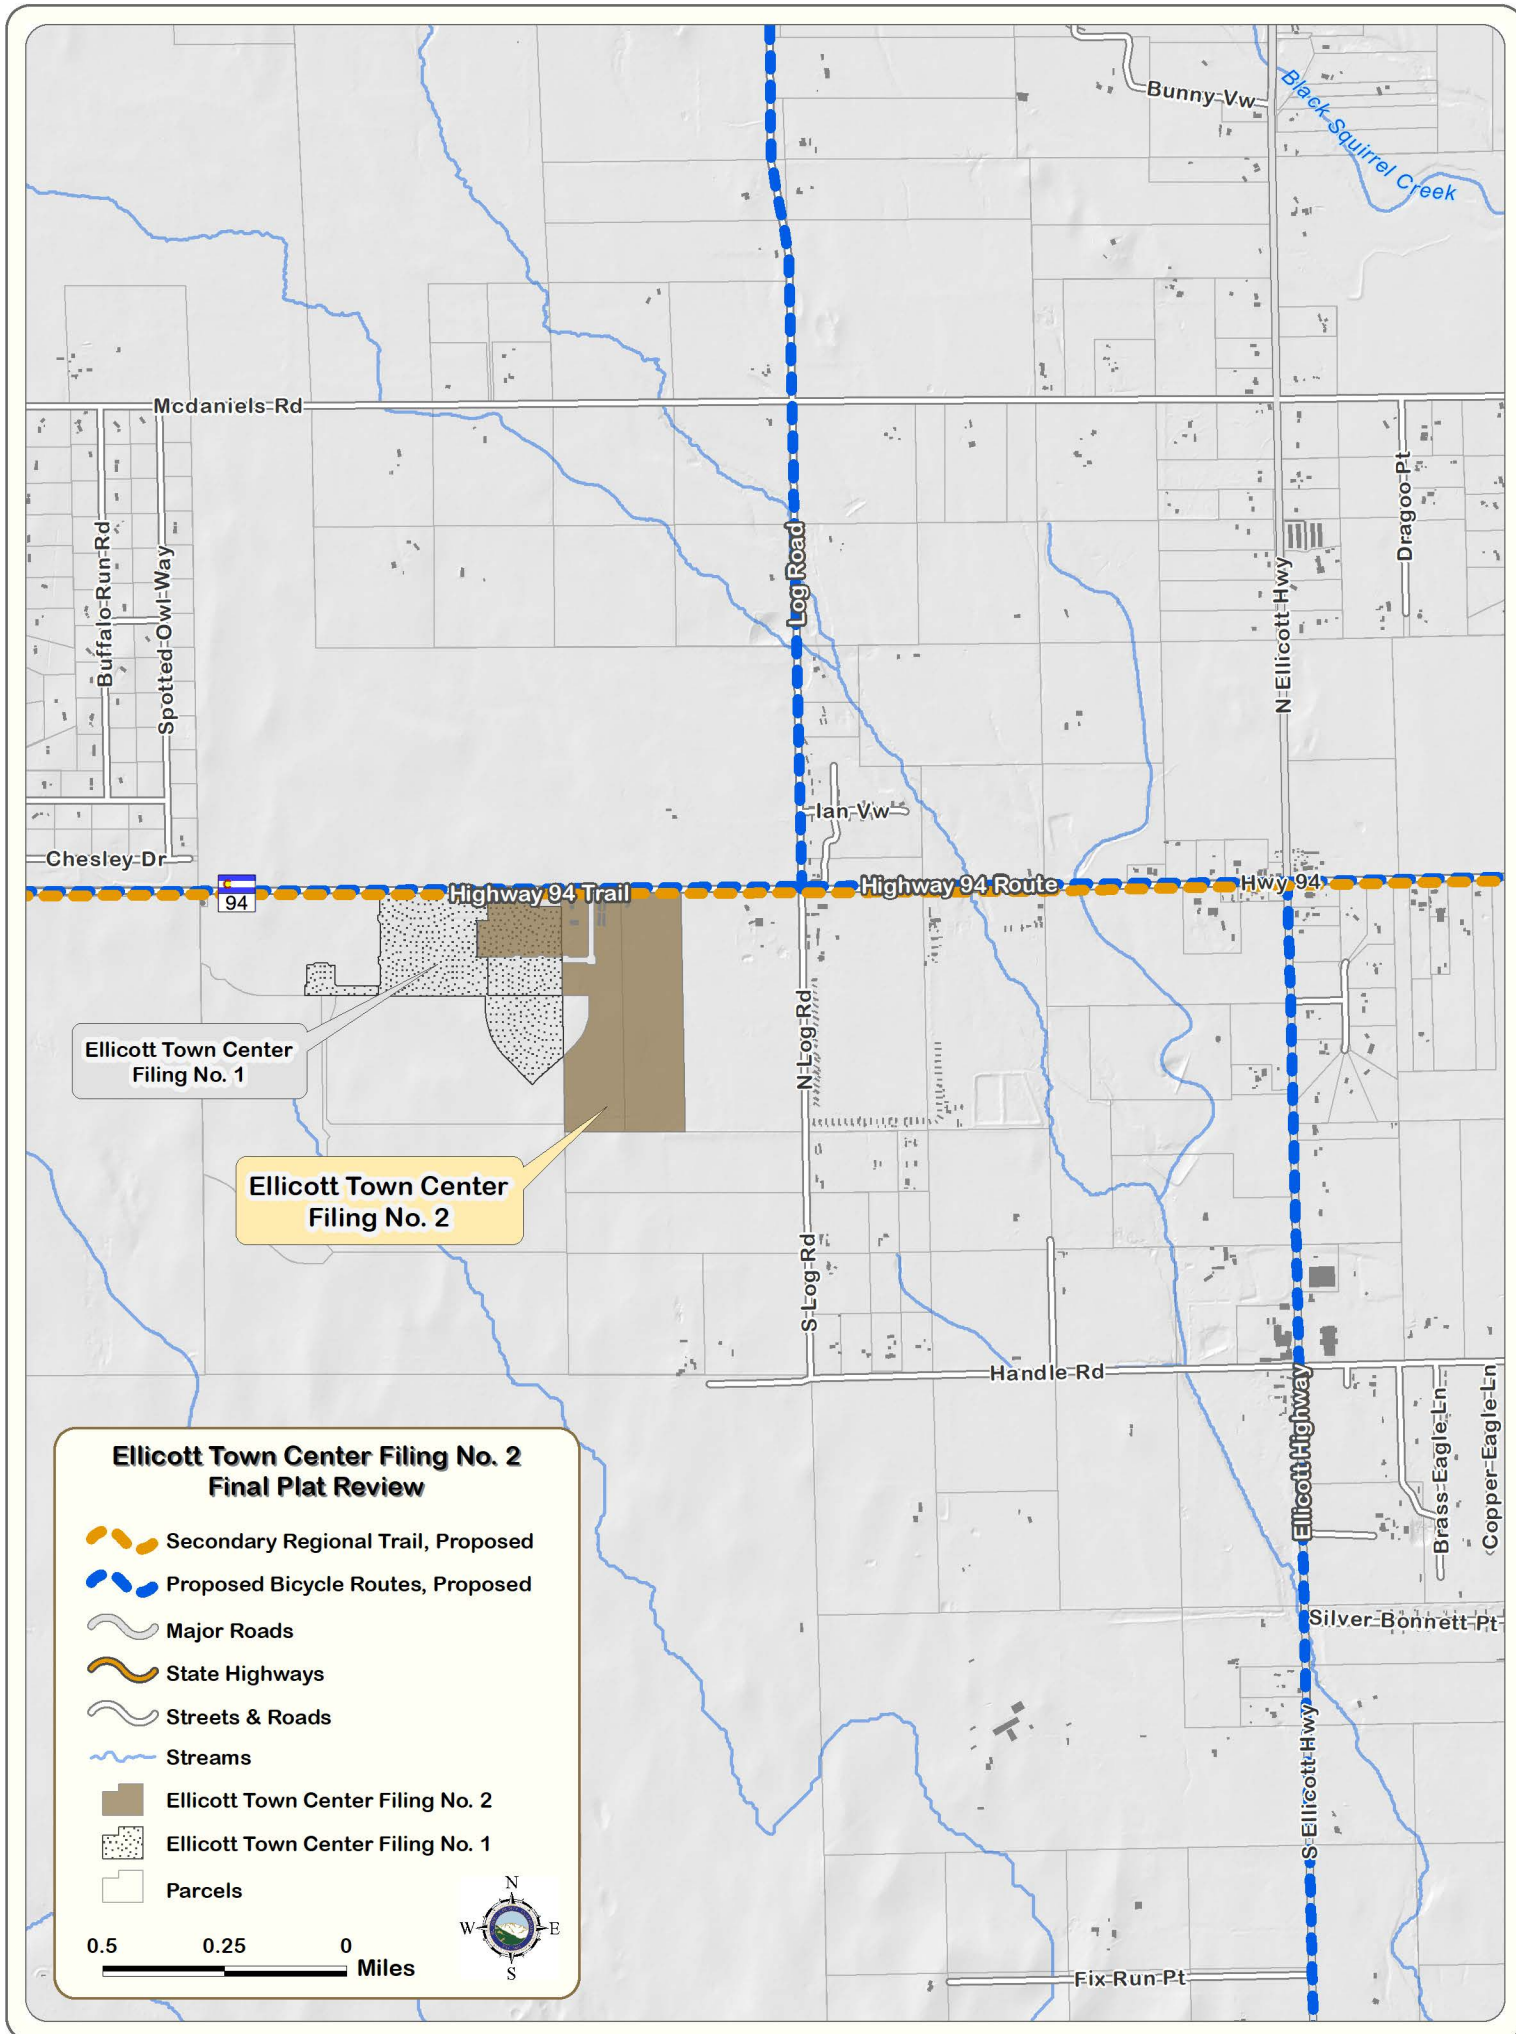 Bunny Vw
Black Squirrel Creek
Mcdaniels Rd
Buffalo Run Rd
Spotted Owl Way
Log Road
N Ellicott Hwy
Dragoo Pt
Ian Vw
Chesley Dr
94
Highway 94 Trail
Highway 94 Route
Hwy 94
Ellicott Town Center
Filing No. 1
N Log Rd
Ellicott Town Center
Filing No. 2
S Log Rd
Handle Rd
Ellicott Highway
Brass Eagle Ln
Copper Eagle Ln
Silver Bonnett Pt
S Ellicott Hwy
Fix Run Pt
Ellicott Town Center Filing No. 2
Final Plat Review
Secondary Regional Trail, Proposed
Proposed Bicycle Routes, Proposed
Major Roads
State Highways
Streets & Roads
Streams
Ellicott Town Center Filing No. 2
Ellicott Town Center Filing No. 1
Parcels
N
W E
S
0.5 0.25 0
Miles